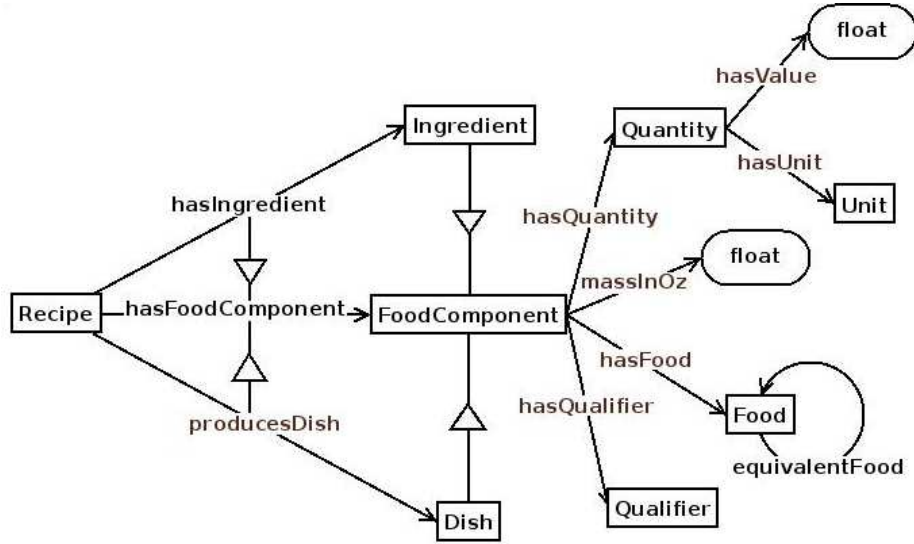 float
hasValue
Ingredient
Quantity
hasUnit
hasIngredient
Unit
hasQuantity
float
massInOz
Recipe
hasFoodComponent
FoodComponent
hasFood
hasQualifier
Food
producesDish
equivalentFood
Qualifier
Dish